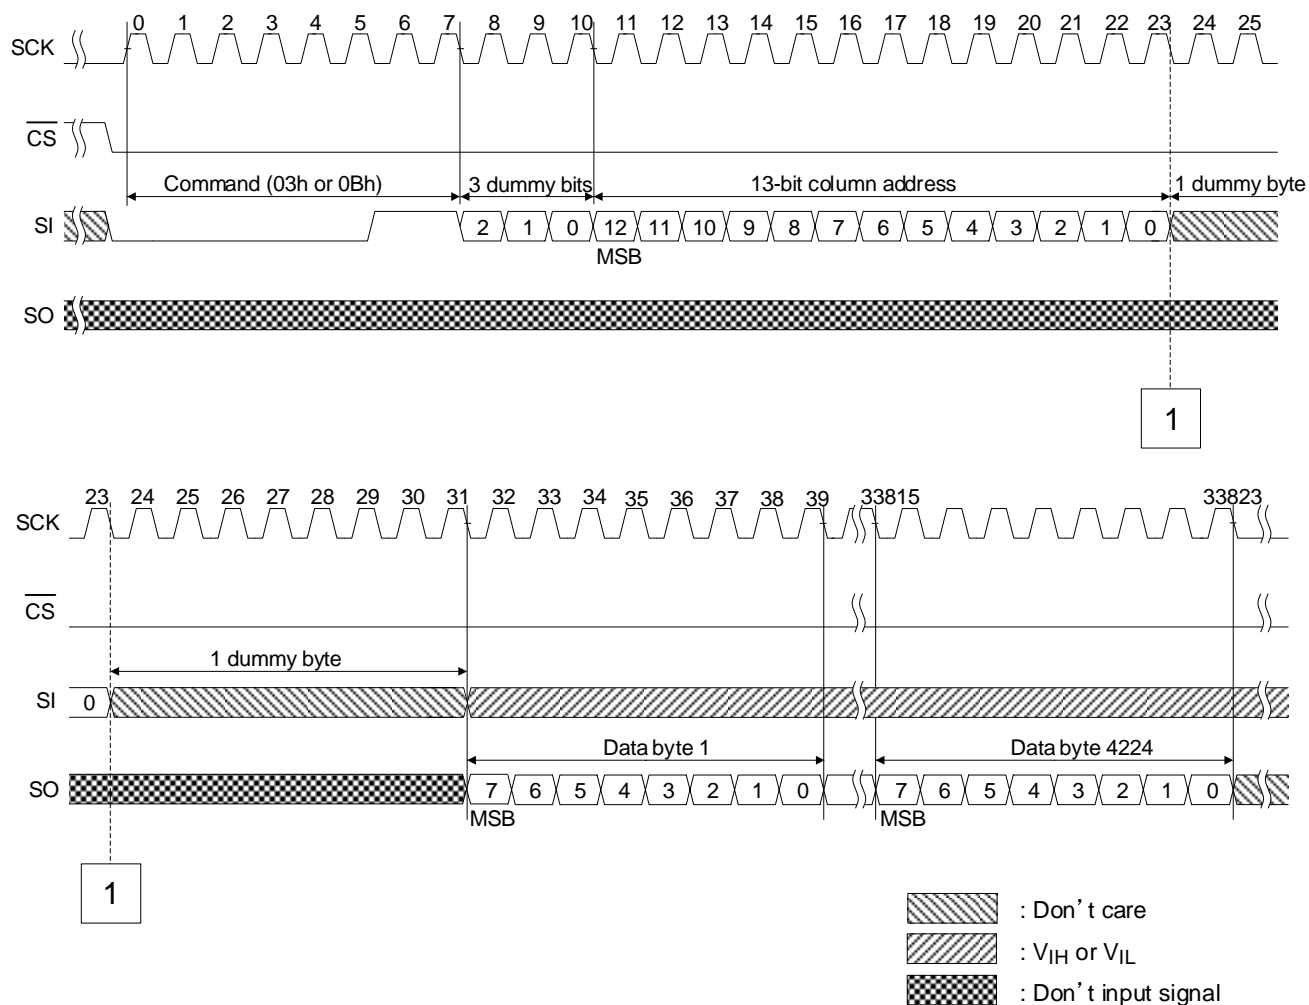 0 1 2 3 4 5 6 7 8 9 10 11 12 13 14 15 16 17 18 19 20 21 22 23 24 25
SCK
CS
Command (03h or 0Bh) 3 dummy bits 13-bit column address 1 dummy byte
SI 2 1 0 12 11 10 9 8 7 6 5 4 3 2 1 0
MSB
SO
1
23 24 25 26 27 28 29 30 31 32 33 34 35 36 37 38 39 33815 33823
SCK
CS
1 dummy byte
SI 0
Data byte 1 Data byte 4224
SO 7 6 5 4 3 2 1 0 7 6 5 4 3 2 1 0
MSB MSB
1
: Don't care
: VIH or VIL
: Don't input signal